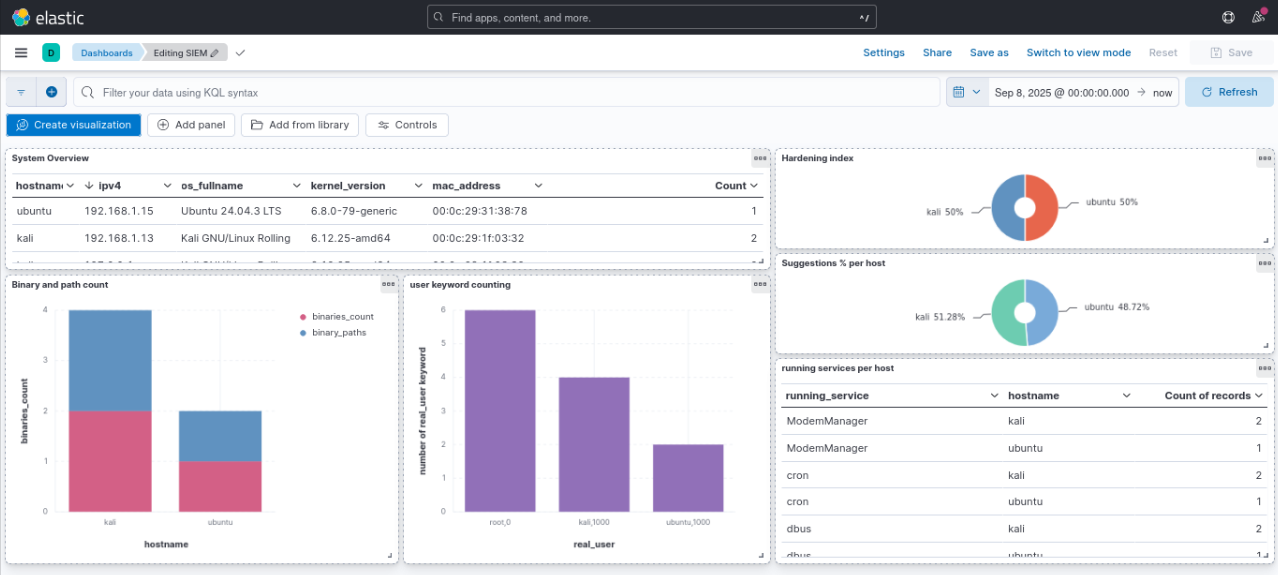 elastic
Find apps, content, and more.
^/
D
Dashboards
Editing SIEM
Settings
Share
Save as
Switch to view mode
Reset
Save
Filter your data using KQL syntax
Sep 8, 2025 @ 00:00:00.000 → now
Refresh
Create visualization
Add panel
Add from library
Controls
System Overview
hostname ↓ ipv4 os_fullname kernel_version mac_address Count
ubuntu 192.168.1.15 Ubuntu 24.04.3 LTS 6.8.0-79-generic 00:0c:29:31:38:78 1
kali 192.168.1.13 Kali GNU/Linux Rolling 6.12.25-amd64 00:0c:29:1f:03:32 2
Hardening index
kali 50%
ubuntu 50%
Suggestions % per host
kali 51.28%
ubuntu 48.72%
Binary and path count
binaries_count
binary_paths
binaries_count
4
3
2
1
0
kali
ubuntu
hostname
user keyword counting
number of real_user keyword
6
5
4
3
2
1
0
root,0
kali,1000
ubuntu,1000
real_user
running services per host
running_service hostname Count of records
ModemManager kali 2
ModemManager ubuntu 1
cron kali 2
cron ubuntu 1
dbus kali 2
dbus ubuntu 1